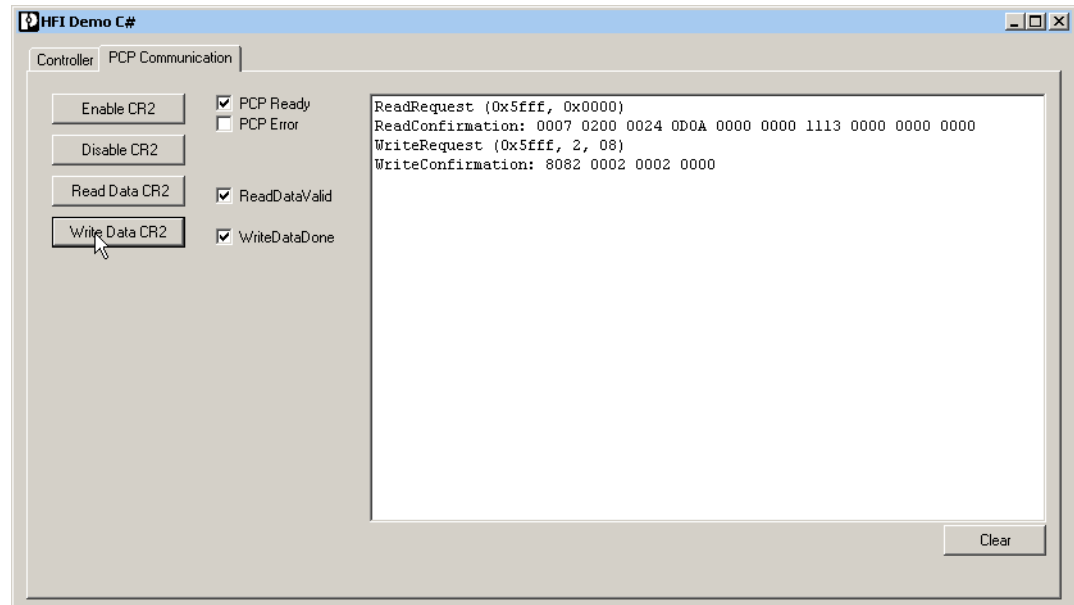 HFI Demo C#
Controller
PCP Communication
Enable CR2
Disable CR2
Read Data CR2
Write Data CR2
PCP Ready
PCP Error
ReadDataValid
WriteDataDone
ReadRequest (0x5fff, 0x0000)
ReadConfirmation: 0007 0200 0024 0D0A 0000 0000 1113 0000 0000 0000
WriteRequest (0x5fff, 2, 08)
WriteConfirmation: 8082 0002 0002 0000
Clear